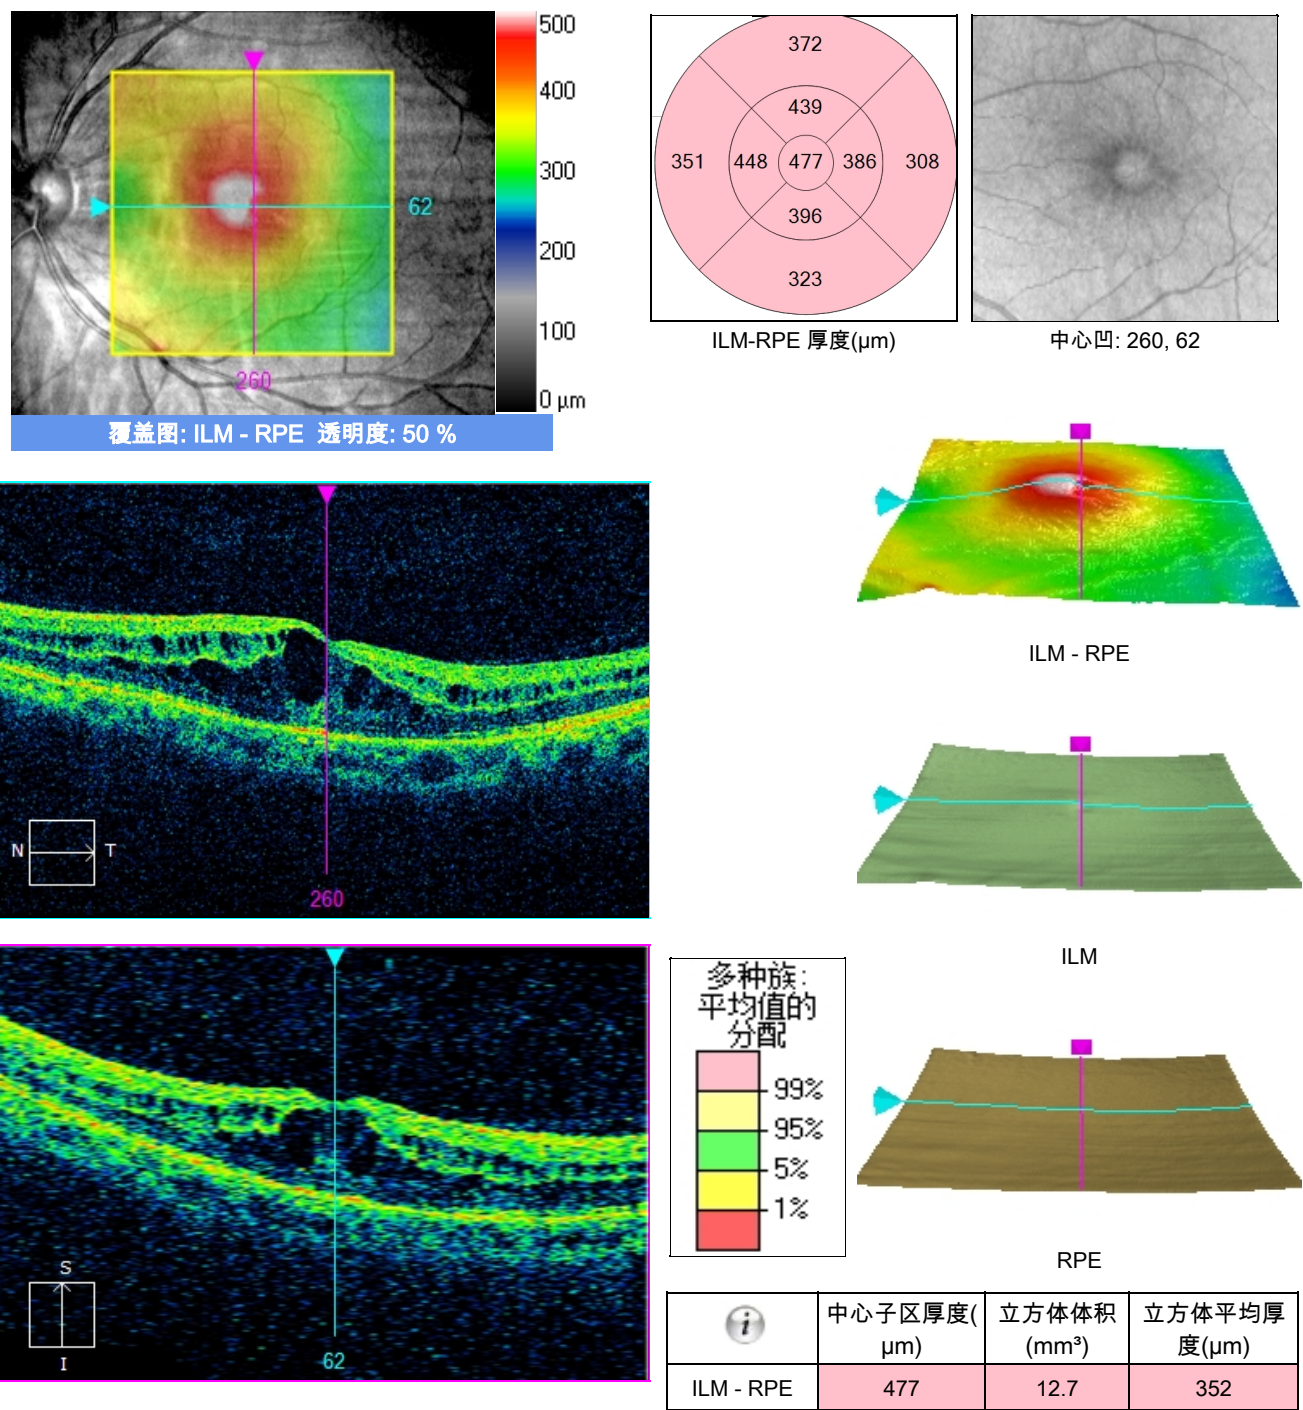 500
400
300
200
100
0 µm
62
260
覆盖图: ILM - RPE 透明度: 50 %
372
439
351
448
477
386
308
396
323
ILM-RPE 厚度(µm)
中心凹: 260, 62
ILM - RPE
N
T
260
ILM
多种族:
平均值的
分配
99%
95%
5%
1%
RPE
S
I
62
i
中心子区厚度(
µm)
立方体体积
(mm³)
立方体平均厚
度(µm)
ILM - RPE
477
12.7
352